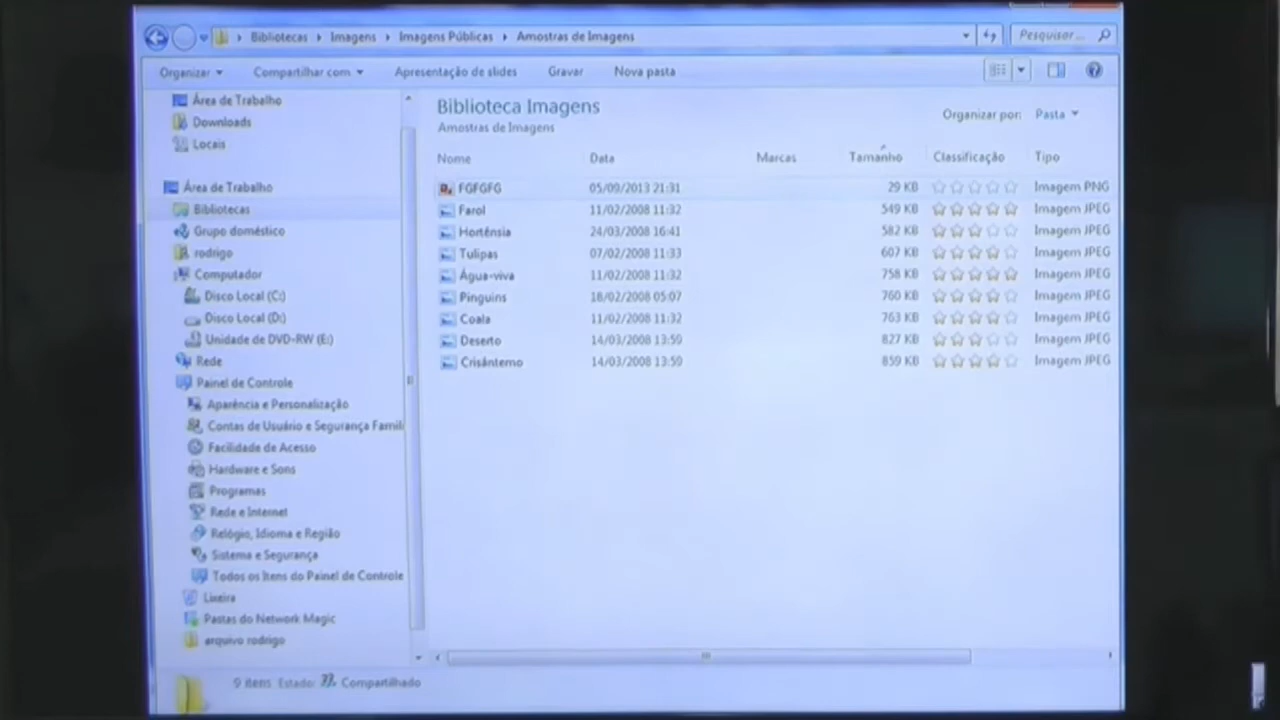 Bibliotecas Imagens Imagens Públicas Amostras de Imagens Pesquisar...
Organizar Compartilhar com Apresentação de slides Gravar Nova pasta
Área de Trabalho
Downloads
Locais
Área de Trabalho
Bibliotecas
Grupo doméstico
rodrigo
Computador
Disco Local (C:)
Disco Local (D:)
Unidade de DVD-RW (E:)
Rede
Painel de Controle
Aparência e Personalização
Contas de Usuário e Segurança Famili
Facilidade de Acesso
Hardware e Sons
Programas
Rede e Internet
Relógio, Idioma e Região
Sistema e Segurança
Todos os Itens do Painel de Controle
Lixeira
Pastas do Network Magic
arquivo rodrigo
Biblioteca Imagens
Amostras de Imagens
Organizar por: Pasta
Nome Data Marcas Tamanho Classificação Tipo
FGFGFG 05/09/2013 21:31 29 KB Imagem PNG
Farol 11/02/2008 11:32 549 KB Imagem JPEG
Hortênsia 24/03/2008 16:41 582 KB Imagem JPEG
Tulipas 07/02/2008 11:33 607 KB Imagem JPEG
Água-viva 11/02/2008 11:32 758 KB Imagem JPEG
Pinguins 18/02/2008 05:07 760 KB Imagem JPEG
Coala 11/02/2008 11:32 763 KB Imagem JPEG
Deserto 14/03/2008 13:59 827 KB Imagem JPEG
Crisântemo 14/03/2008 13:59 859 KB Imagem JPEG
9 itens Estado: Compartilhado